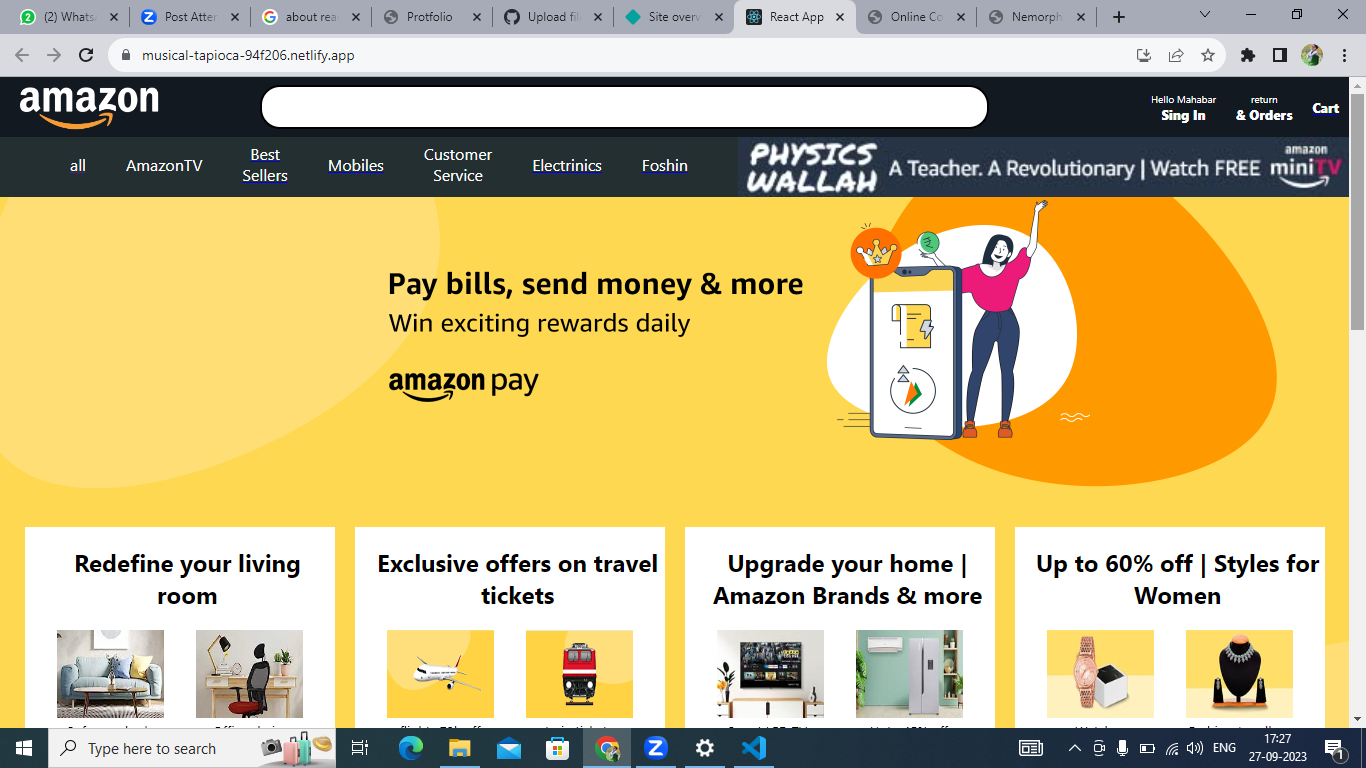 (2) Whatsa
Post Atter
about rea
Protfolio
Upload fil
Site overv
React App
Online Co
Nemorph
musical-tapioca-94f206.netlify.app
amazon
Hello Mahabar
Sing In
return
& Orders
Cart
all
AmazonTV
Best
Sellers
Mobiles
Customer
Service
Electrinics
Foshin
PHYSICS
WALLAH
A Teacher. A Revolutionary | Watch FREE
amazon
miniTV
Pay bills, send money & more
Win exciting rewards daily
amazon pay
Redefine your living
room
Exclusive offers on travel
tickets
Upgrade your home |
Amazon Brands & more
Up to 60% off | Styles for
Women
Type here to search
ENG
17:27
27-09-2023
1